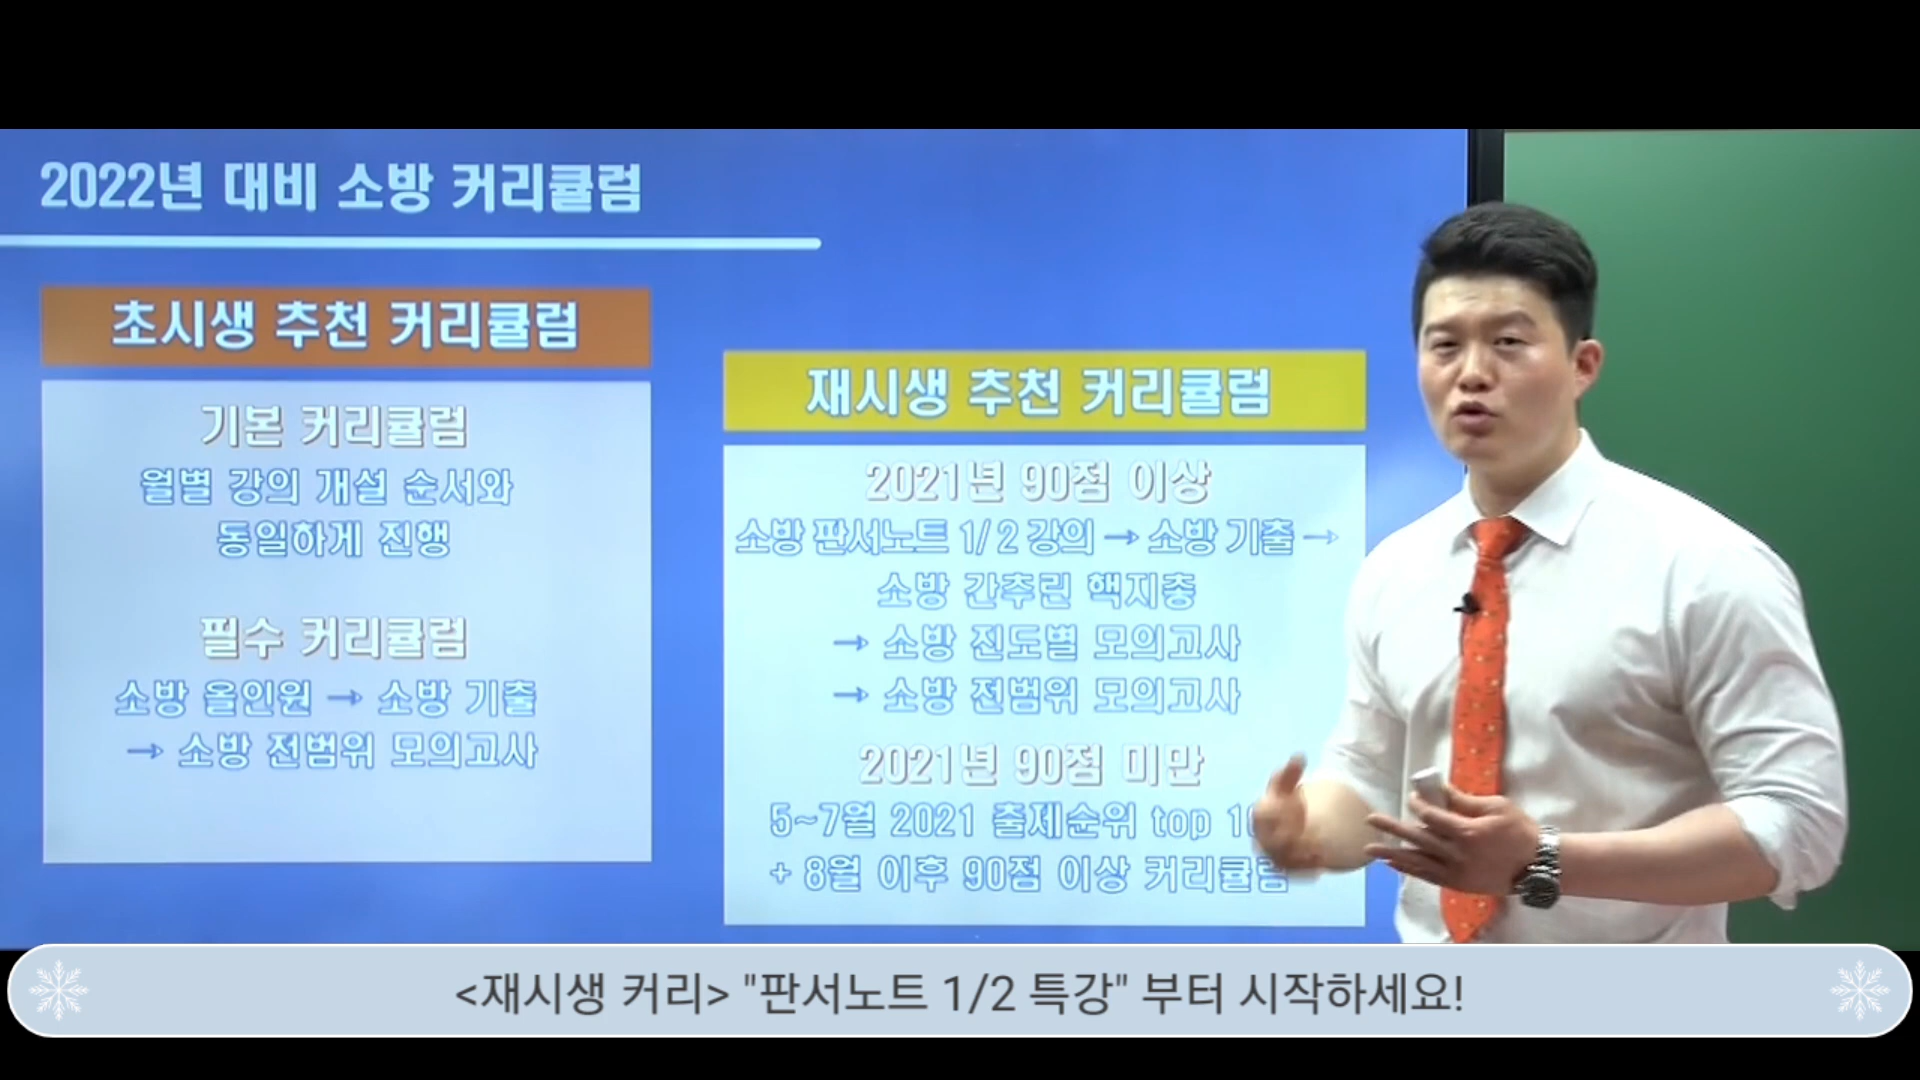 2022년 대비 소방 커리큘럼
초시생 추천 커리큘럼
기본 커리큘럼
월별 강의 개설 순서와
동일하게 진행
필수 커리큘럼
소방 올인원 → 소방 기출
→ 소방 전범위 모의고사
재시생 추천 커리큘럼
2021년 90점 이상
소방 판서노트 1/2 강의 → 소방 기출 →
소방 간추린 핵지총
→ 소방 진도별 모의고사
→ 소방 전범위 모의고사
2021년 90점 미만
5~7월 2021 출제순위 top
+ 8월 이후 90점 이상 커리큘럼
<재시생 커리> "판서노트 1/2 특강" 부터 시작하세요!